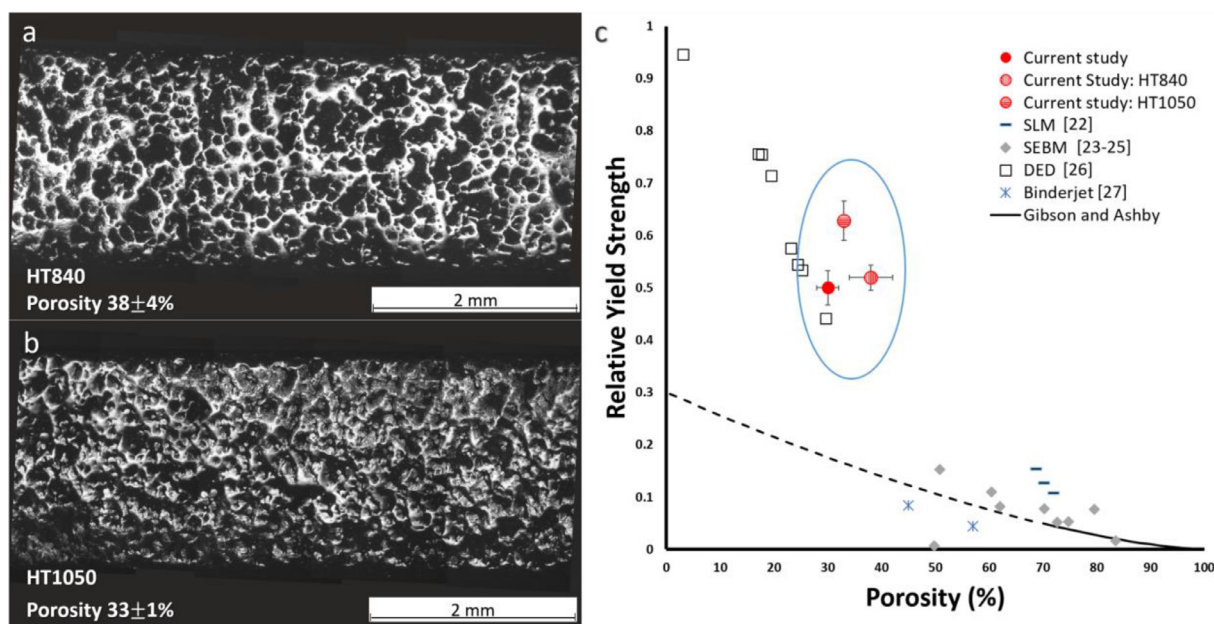 a
HT840
Porosity 38±4%
2 mm
b
HT1050
Porosity 33±1%
2 mm
c
Relative Yield Strength
1
0.9
0.8
0.7
0.6
0.5
0.4
0.3
0.2
0.1
0
0 10 20 30 40 50 60 70 80 90 100
Porosity (%)
Current study
Current Study: HT840
Current study: HT1050
SLM [22]
SEBM [23-25]
DED [26]
Binderjet [27]
Gibson and Ashby